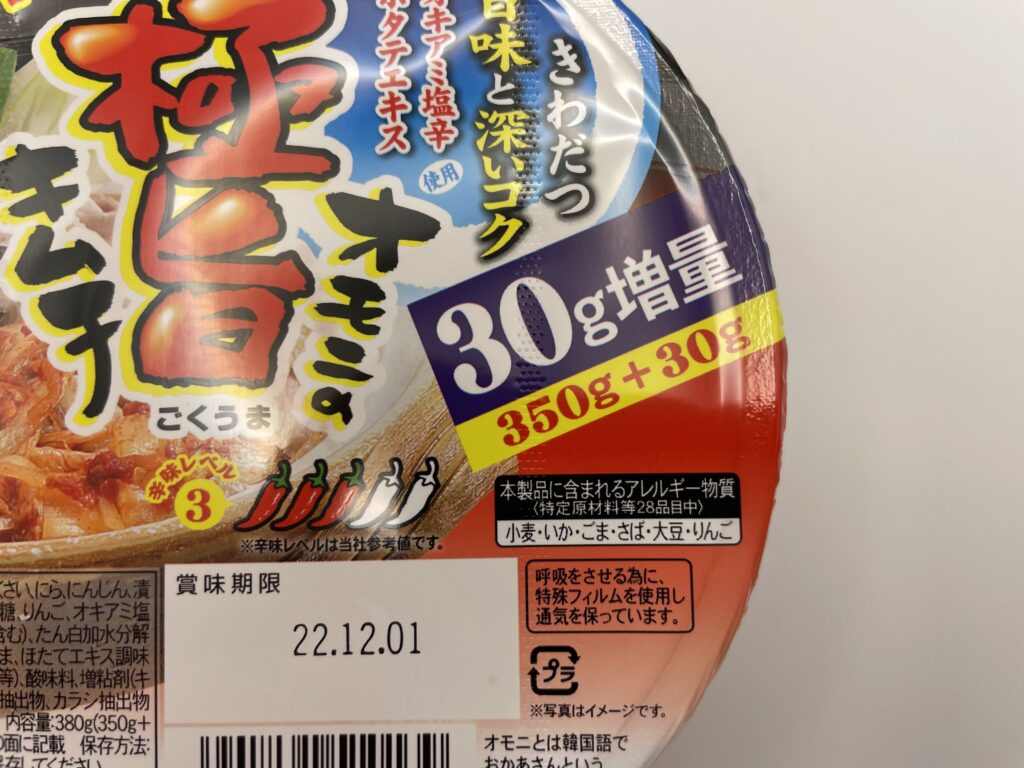 きわだつ
旨味と深いコク
オキアミ塩辛
ホタテエキス
使用
オモニの
極旨
ごくうま
キムチ
30g増量
350g+30g
辛味レベル
3
※辛味レベルは当社参考値です。
本製品に含まれるアレルギー物質
〈特定原材料等28品目中〉
小麦・いか・ごま・さば・大豆・りんご
呼吸をさせる為に、
特殊フィルムを使用し
通気を保っています。
プラ
※写真はイメージです。
さい、にら、にんじん、漬
糖、りんご、オキアミ塩
含む)、たん白加水分解
ま、ほたてエキス調味
等)、酸味料、増粘剤(キ
抽出物、カラシ抽出物
内容量:380g(350g+
の面に記載 保存方法:
存してください。
賞味期限
22.12.01
オモニとは韓国語で
おかあさんという